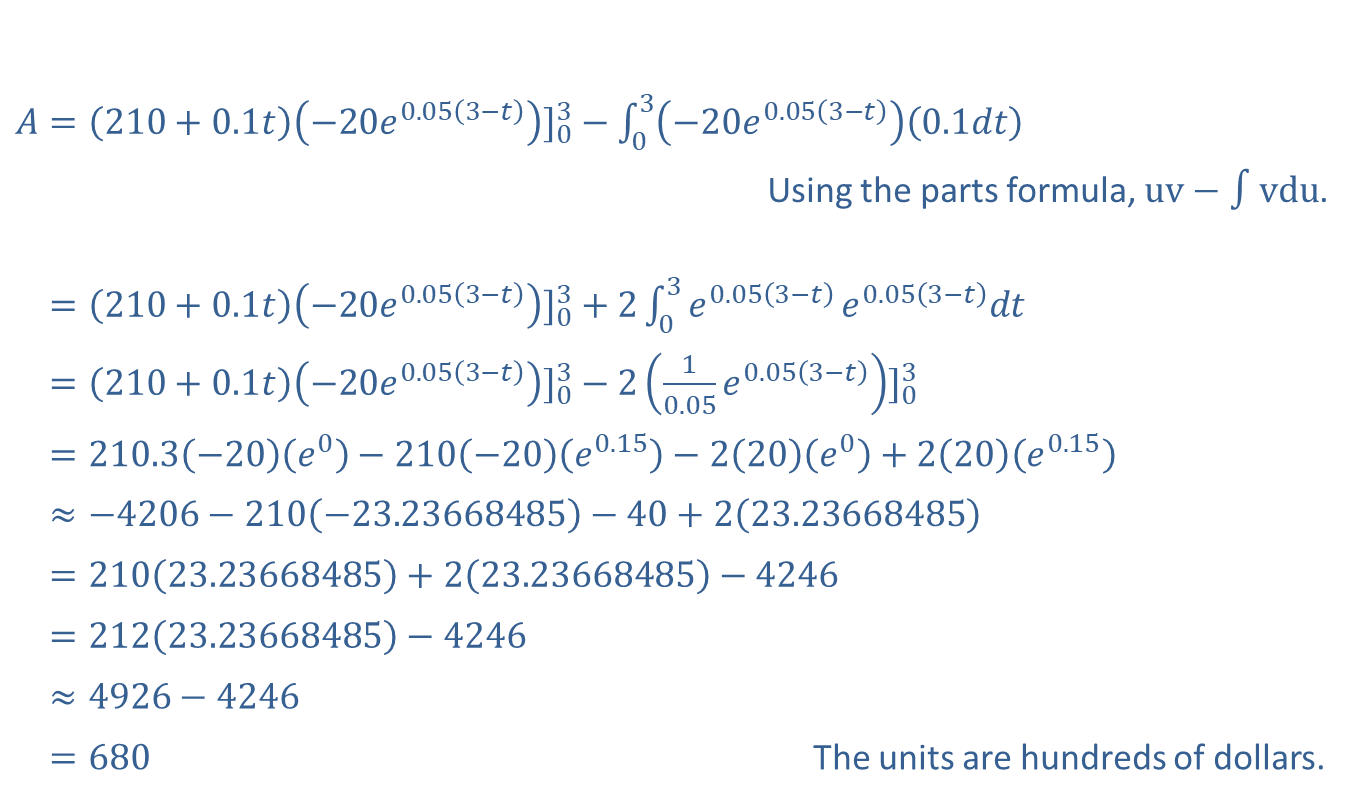 A = (210 + 0.1t)(−20e^{0.05(3−t)})]_0^3 − ∫_0^3 (−20e^{0.05(3−t)})(0.1dt)
Using the parts formula, uv − ∫ vdu.
= (210 + 0.1t)(−20e^{0.05(3−t)})]_0^3 + 2 ∫_0^3 e^{0.05(3−t)} e^{0.05(3−t)}dt
= (210 + 0.1t)(−20e^{0.05(3−t)})]_0^3 − 2 (\frac{1}{0.05} e^{0.05(3−t)})]_0^3
= 210.3(−20)(e^0) − 210(−20)(e^{0.15}) − 2(20)(e^0) + 2(20)(e^{0.15})
≈ −4206 − 210(−23.23668485) − 40 + 2(23.23668485)
= 210(23.23668485) + 2(23.23668485) − 4246
= 212(23.23668485) − 4246
≈ 4926 − 4246
= 680 The units are hundreds of dollars.